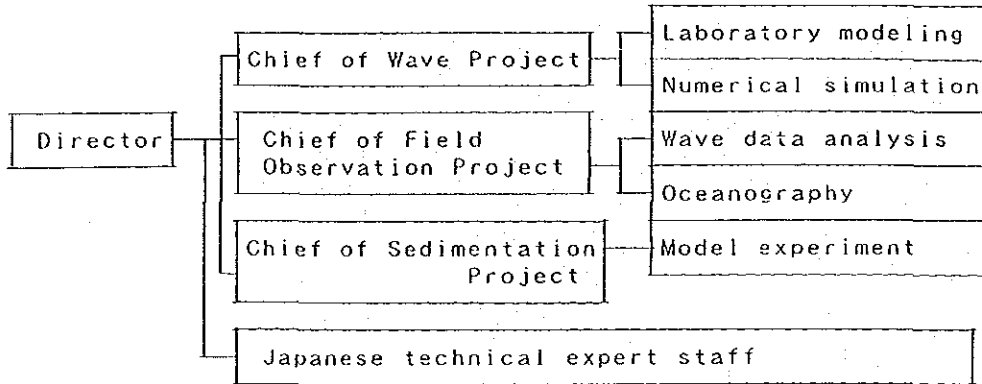 Director
Chief of Wave Project
Laboratory modeling
Numerical simulation
Chief of Field
Observation Project
Wave data analysis
Oceanography
Chief of Sedimentation
Project
Model experiment
Japanese technical expert staff